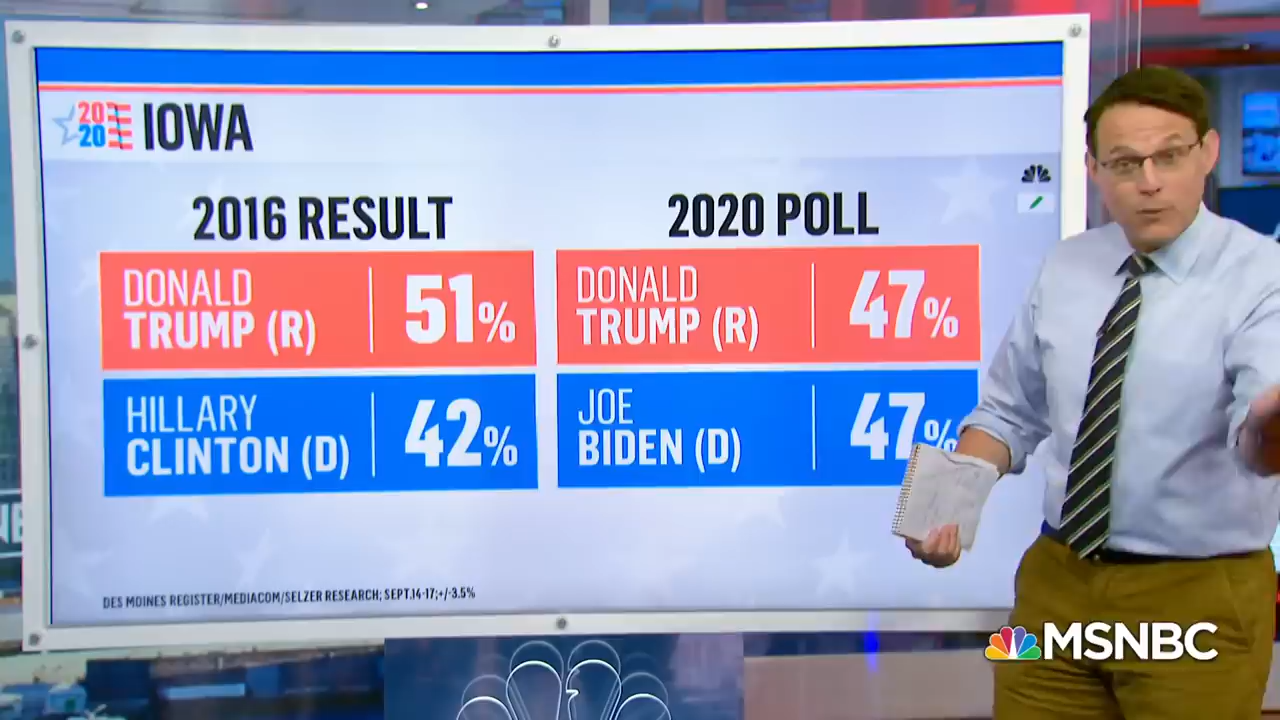 2020 IOWA
2016 RESULT
DONALD
TRUMP (R)
51%
HILLARY
CLINTON (D)
42%
2020 POLL
DONALD
TRUMP (R)
47%
JOE
BIDEN (D)
47%
DES MOINES REGISTER/MEDIACOM/SELZER RESEARCH; SEPT.14-17;+/-3.5%
MSNBC